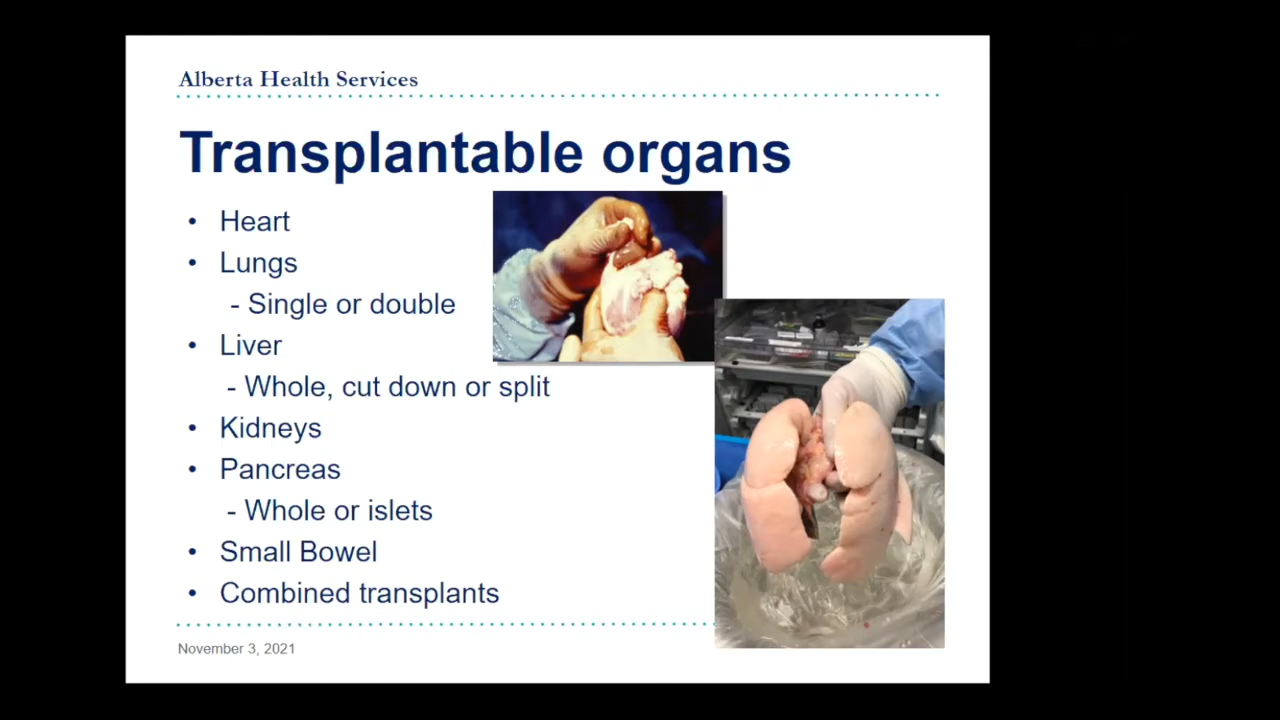 Alberta Health Services
Transplantable organs
• Heart
• Lungs
- Single or double
• Liver
- Whole, cut down or split
• Kidneys
• Pancreas
- Whole or islets
• Small Bowel
• Combined transplants
November 3, 2021